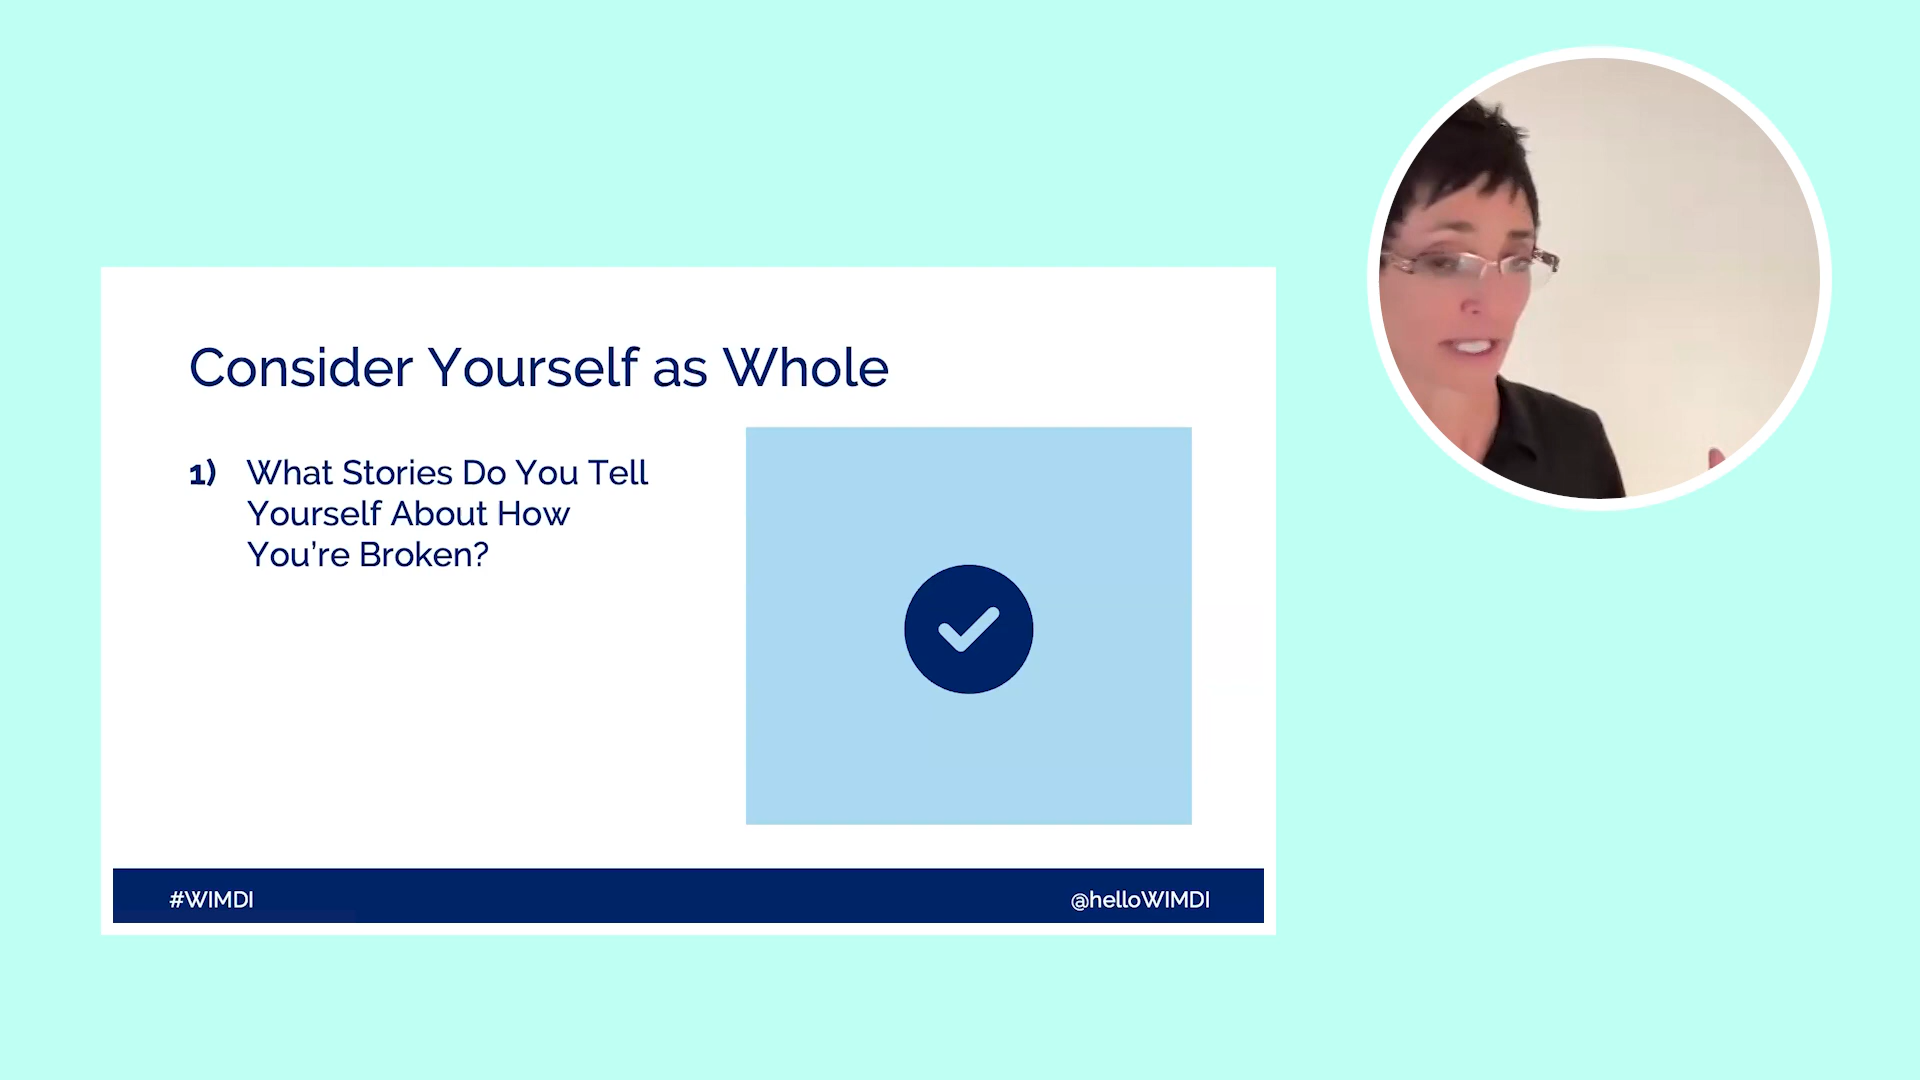 Consider Yourself as Whole
1) What Stories Do You Tell
Yourself About How
You’re Broken?
#WIMDI
@helloWIMDI